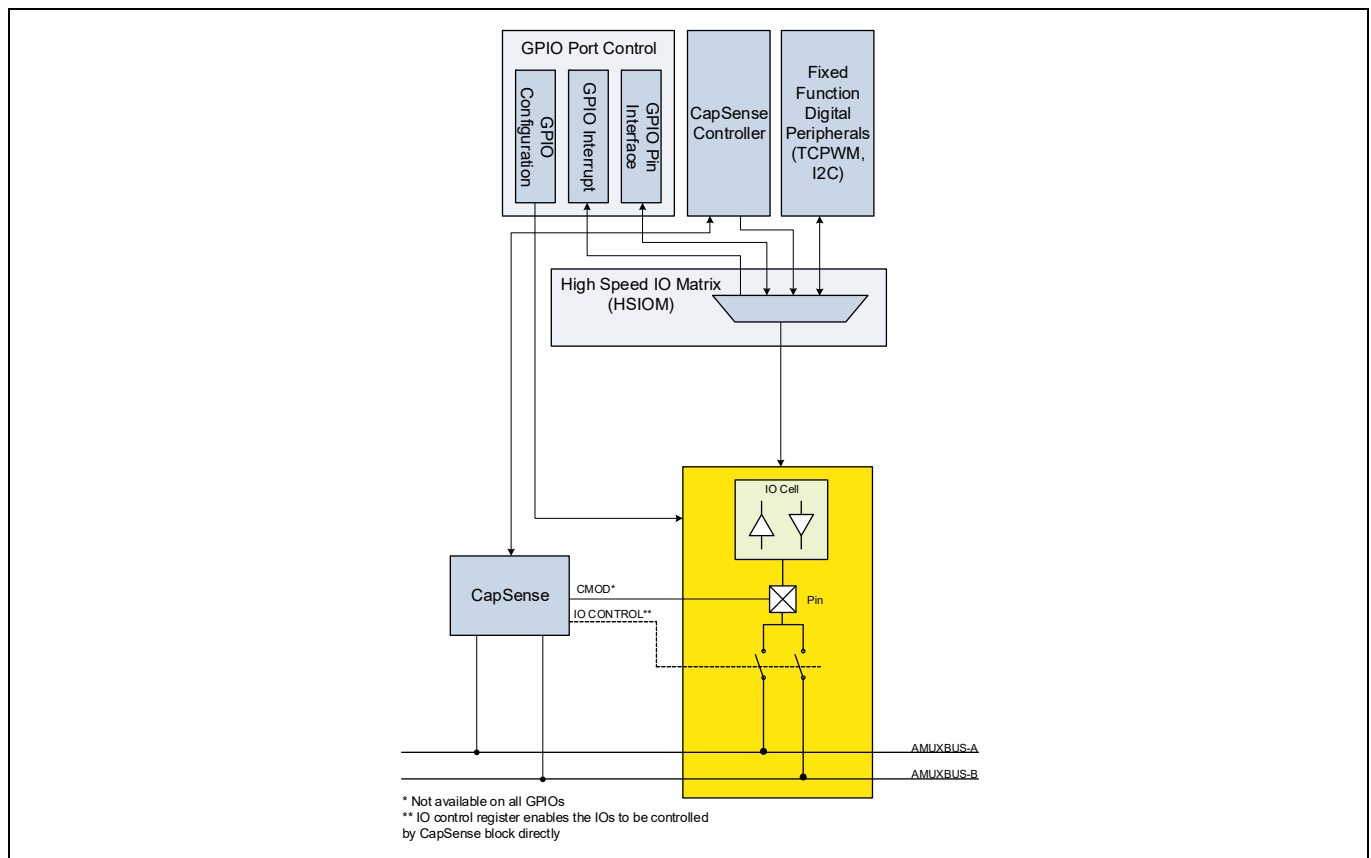 GPIO Port Control
GPIO
Configuration
GPIO Interrupt
GPIO Pin
Interface
CapSense
Controller
Fixed
Function
Digital
Peripherals
(TCPWM,
I2C)
High Speed IO Matrix
(HSIOM)
IO Cell
Pin
CapSense
CMOD*
IO CONTROL**
AMUXBUS-A
AMUXBUS-B
* Not available on all GPIOs
** IO control register enables the IOs to be controlled
by CapSense block directly